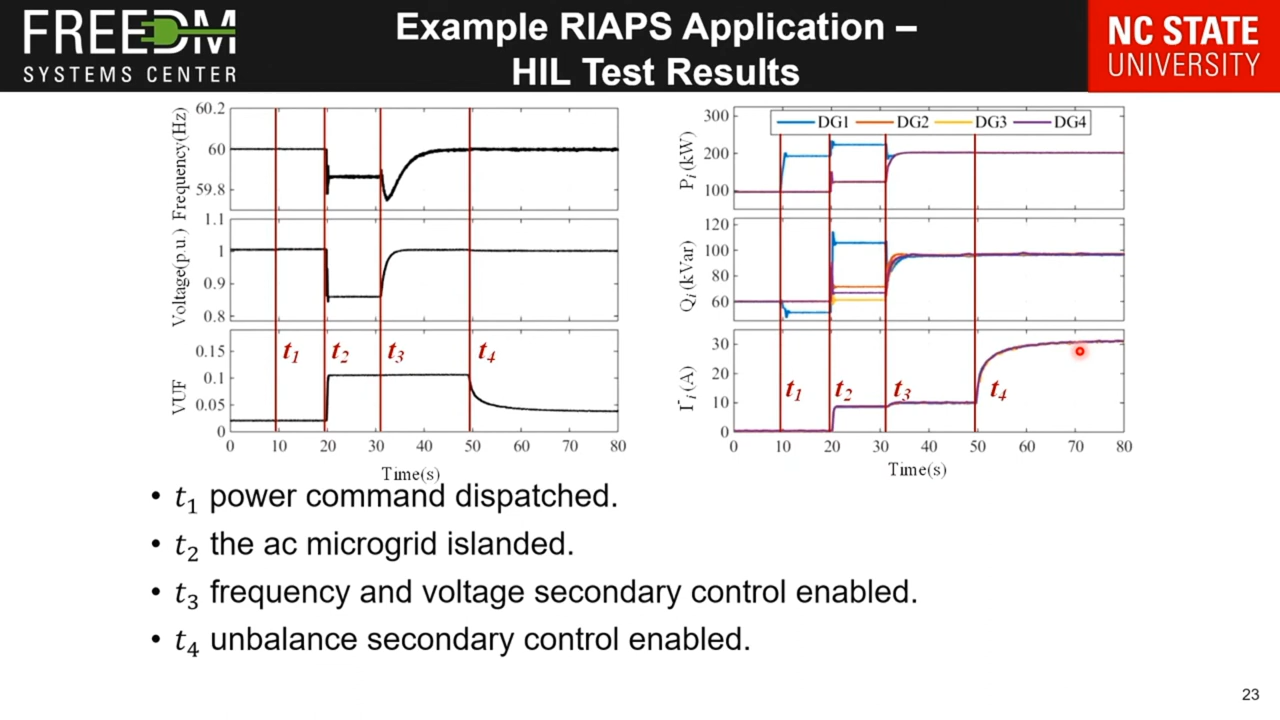 FREEDM
SYSTEMS CENTER
Example RIAPS Application –
HIL Test Results
NC STATE
UNIVERSITY
Frequency(Hz)
60.2
60
59.8
Voltage(p.u.)
1.1
1
0.9
0.8
VUF
0.15
0.1
0.05
0
t₁ t₂ t₃ t₄
0 10 20 30 40 50 60 70 80
Time(s)
DG1 DG2 DG3 DG4
Pᵢ(kW)
300
200
100
Qᵢ(kVar)
120
100
80
60
I⁻ᵢ(A)
30
20
10
0
t₁ t₂ t₃ t₄
0 10 20 30 40 50 60 70 80
Time(s)
• t₁ power command dispatched.
• t₂ the ac microgrid islanded.
• t₃ frequency and voltage secondary control enabled.
• t₄ unbalance secondary control enabled.
23